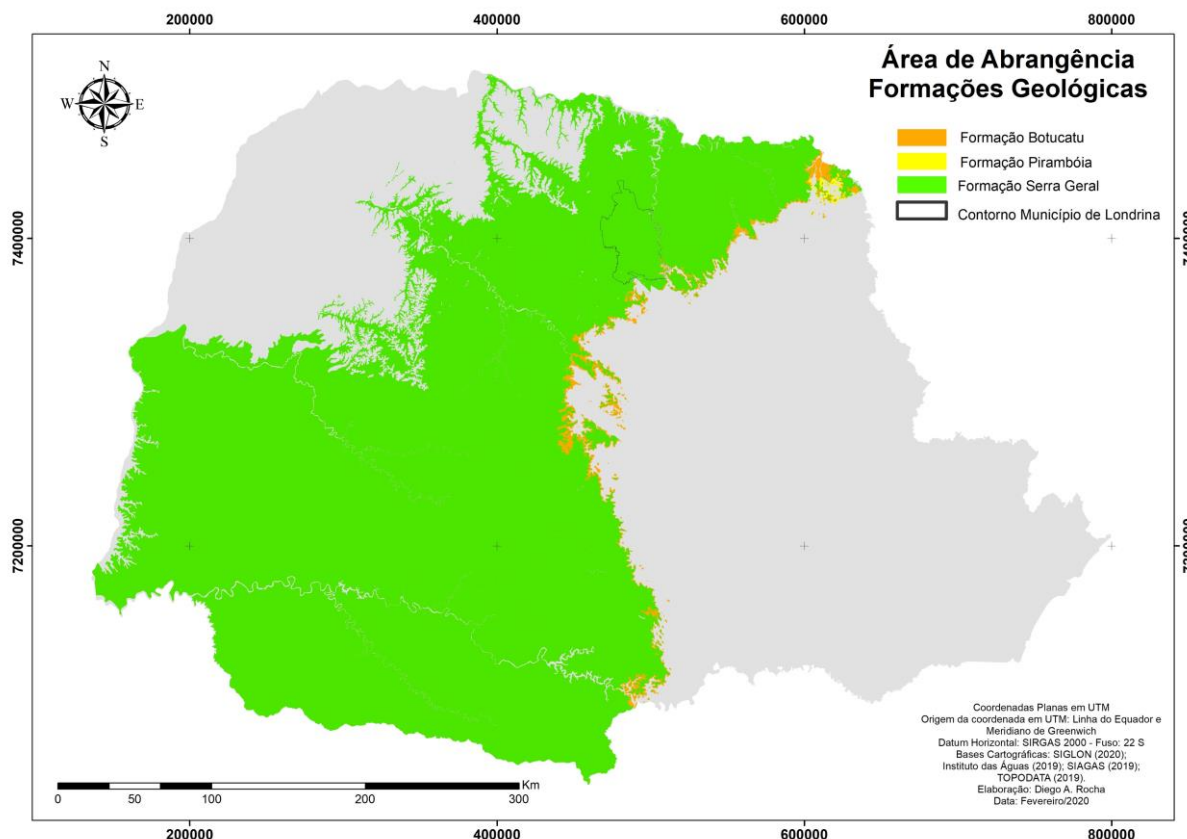 200000 400000 600000 800000
Área de Abrangência
Formações Geológicas
N
W E
S
Formação Botucatu
Formação Pirambóia
Formação Serra Geral
Contorno Município de Londrina
7400000 7400000
7200000 7200000
Coordenadas Planas em UTM
Origem da coordenada em UTM: Linha do Equador e
Meridiano de Greenwich
Datum Horizontal: SIRGAS 2000 - Fuso: 22 S
Bases Cartográficas: SIGLON (2020);
Instituto das Águas (2019); SIAGAS (2019);
TOPODATA (2019).
Elaboração: Diego A. Rocha
Data: Fevereiro/2020
Km
0 50 100 200 300
200000 400000 600000 800000